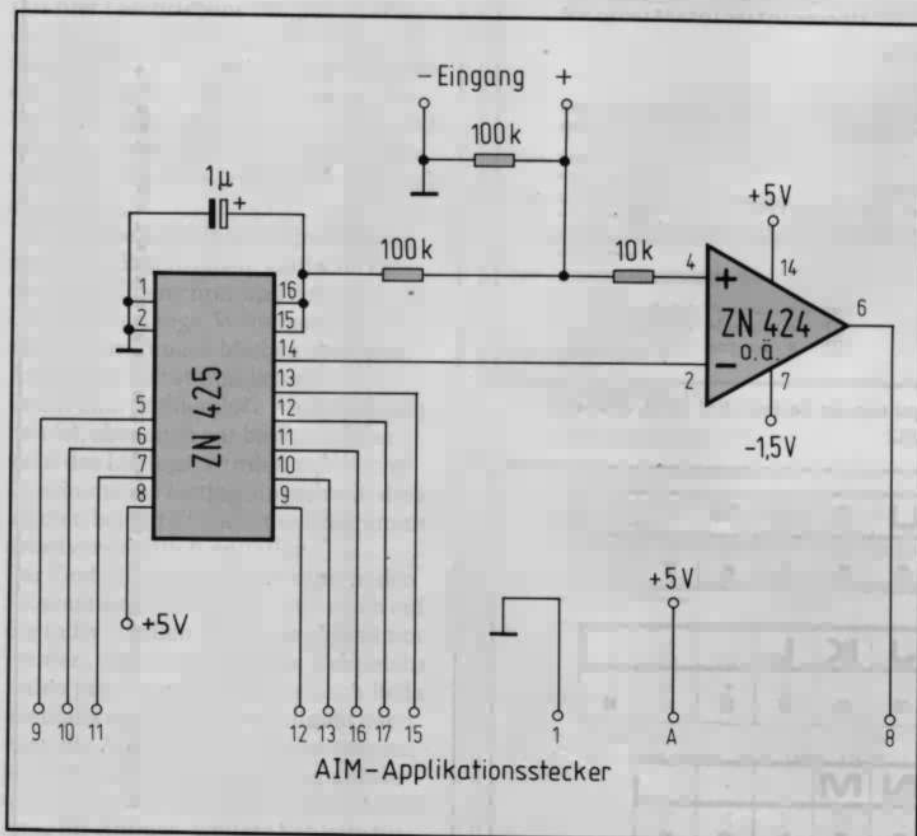 – Eingang +
100k
1µ
+
+5V
100k
10k
4
14
+
ZN 424
o.ä.
–
6
2
7
-1,5V
1
2
16
15
14
13
12
11
10
9
5
6
7
8
ZN 425
+5V
+5V
9
10
11
12
13
16
17
15
1
A
8
AIM-Applikationsstecker